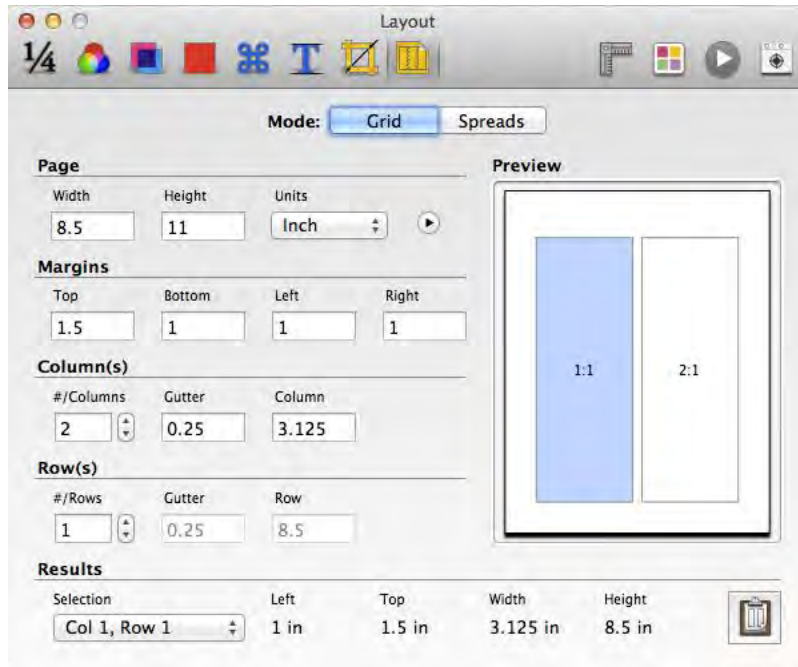 Layout
¼ T
Mode: Grid Spreads
Page
Width Height Units
8.5 11 Inch
Margins
Top Bottom Left Right
1.5 1 1 1
Column(s)
#/Columns Gutter Column
2 0.25 3.125
Row(s)
#/Rows Gutter Row
1 0.25 8.5
Preview
1:1 2:1
Results
Selection Left Top Width Height
Col 1, Row 1 1 in 1.5 in 3.125 in 8.5 in